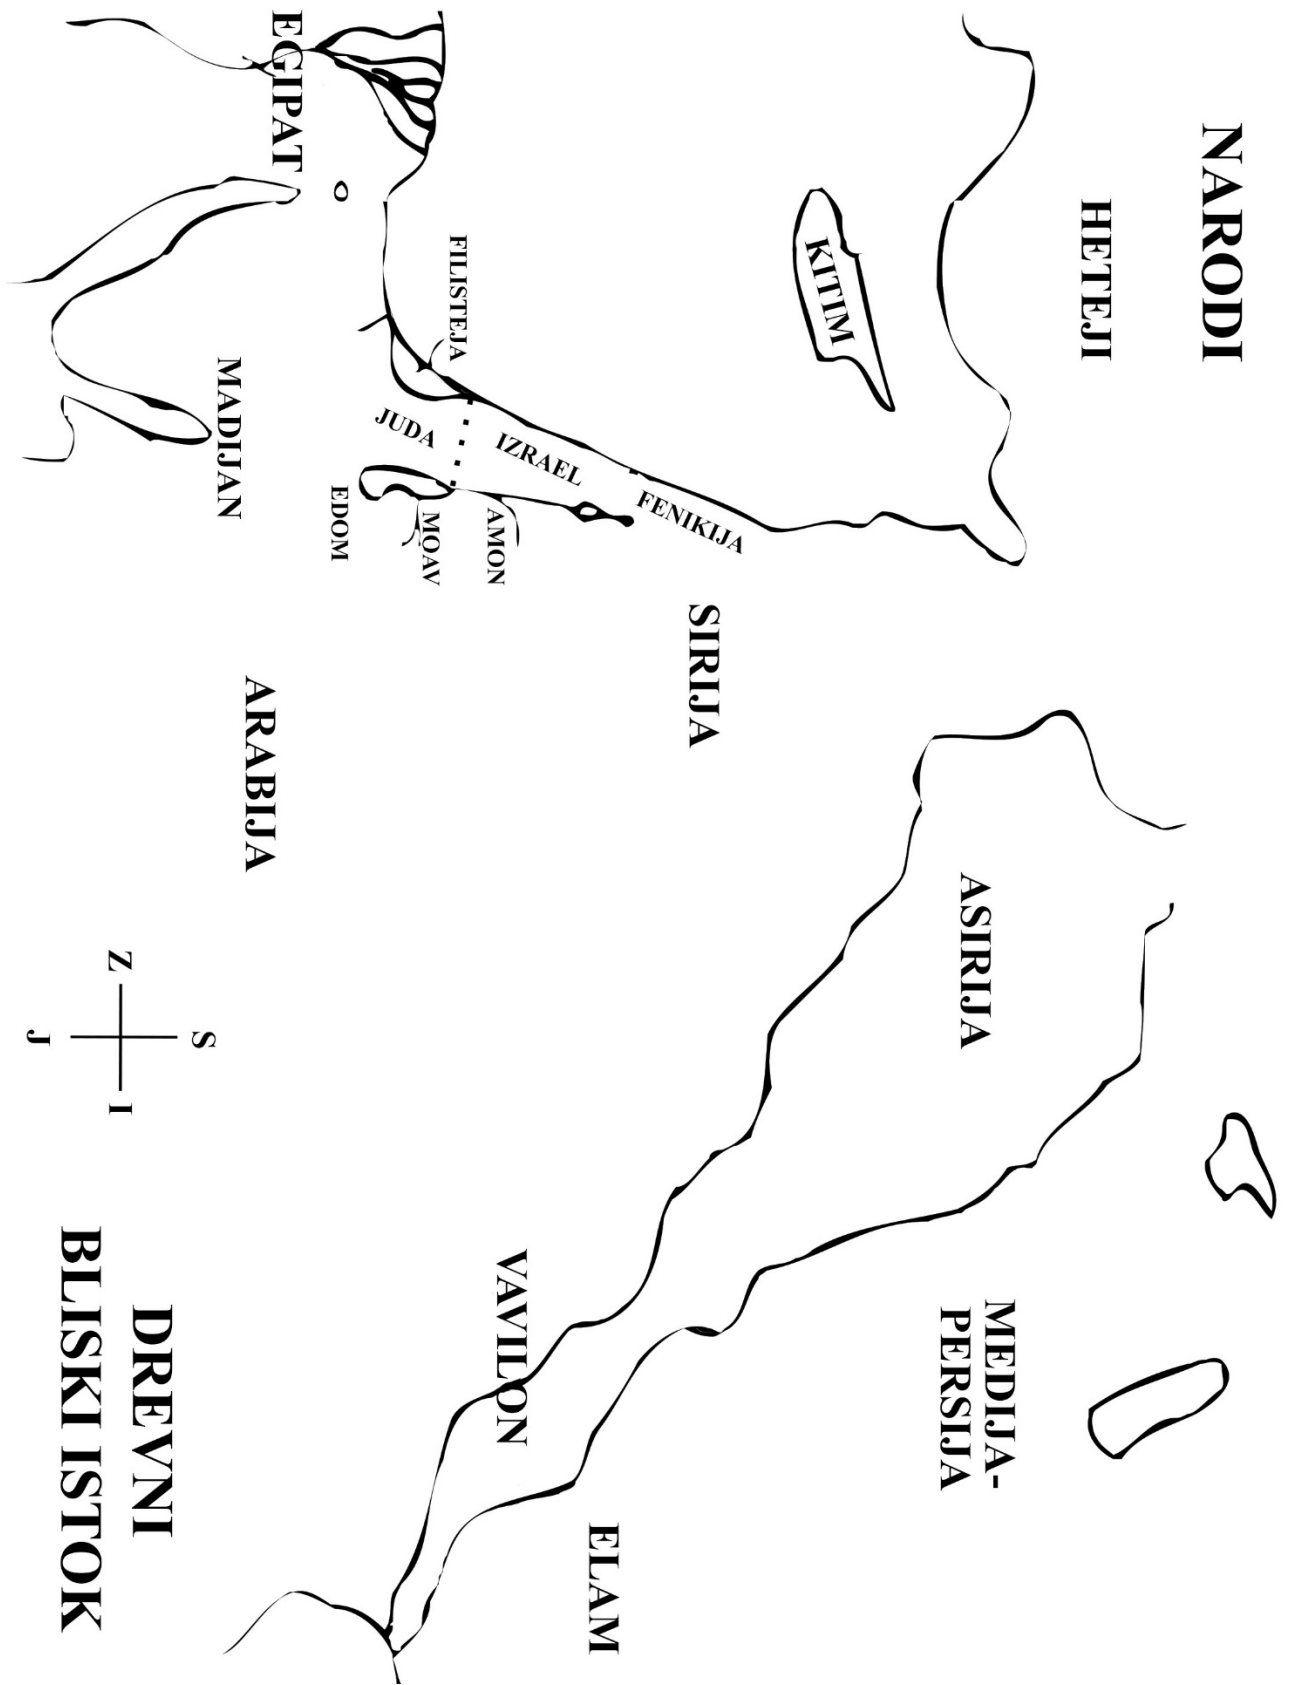 NARODI
HETEJI
KITIM
ASIRIJA
MEDIJA-
PERSIJA
SIRIJA
FENIKIJA
IZRAEL
FILISTEJA
JUDA
AMON
MOAV
EDOM
VAVILON
ELAM
EGIPAT
MADIJAN
ARABIJA
S
Z
I
J
DREVNI
BLISKI ISTOK